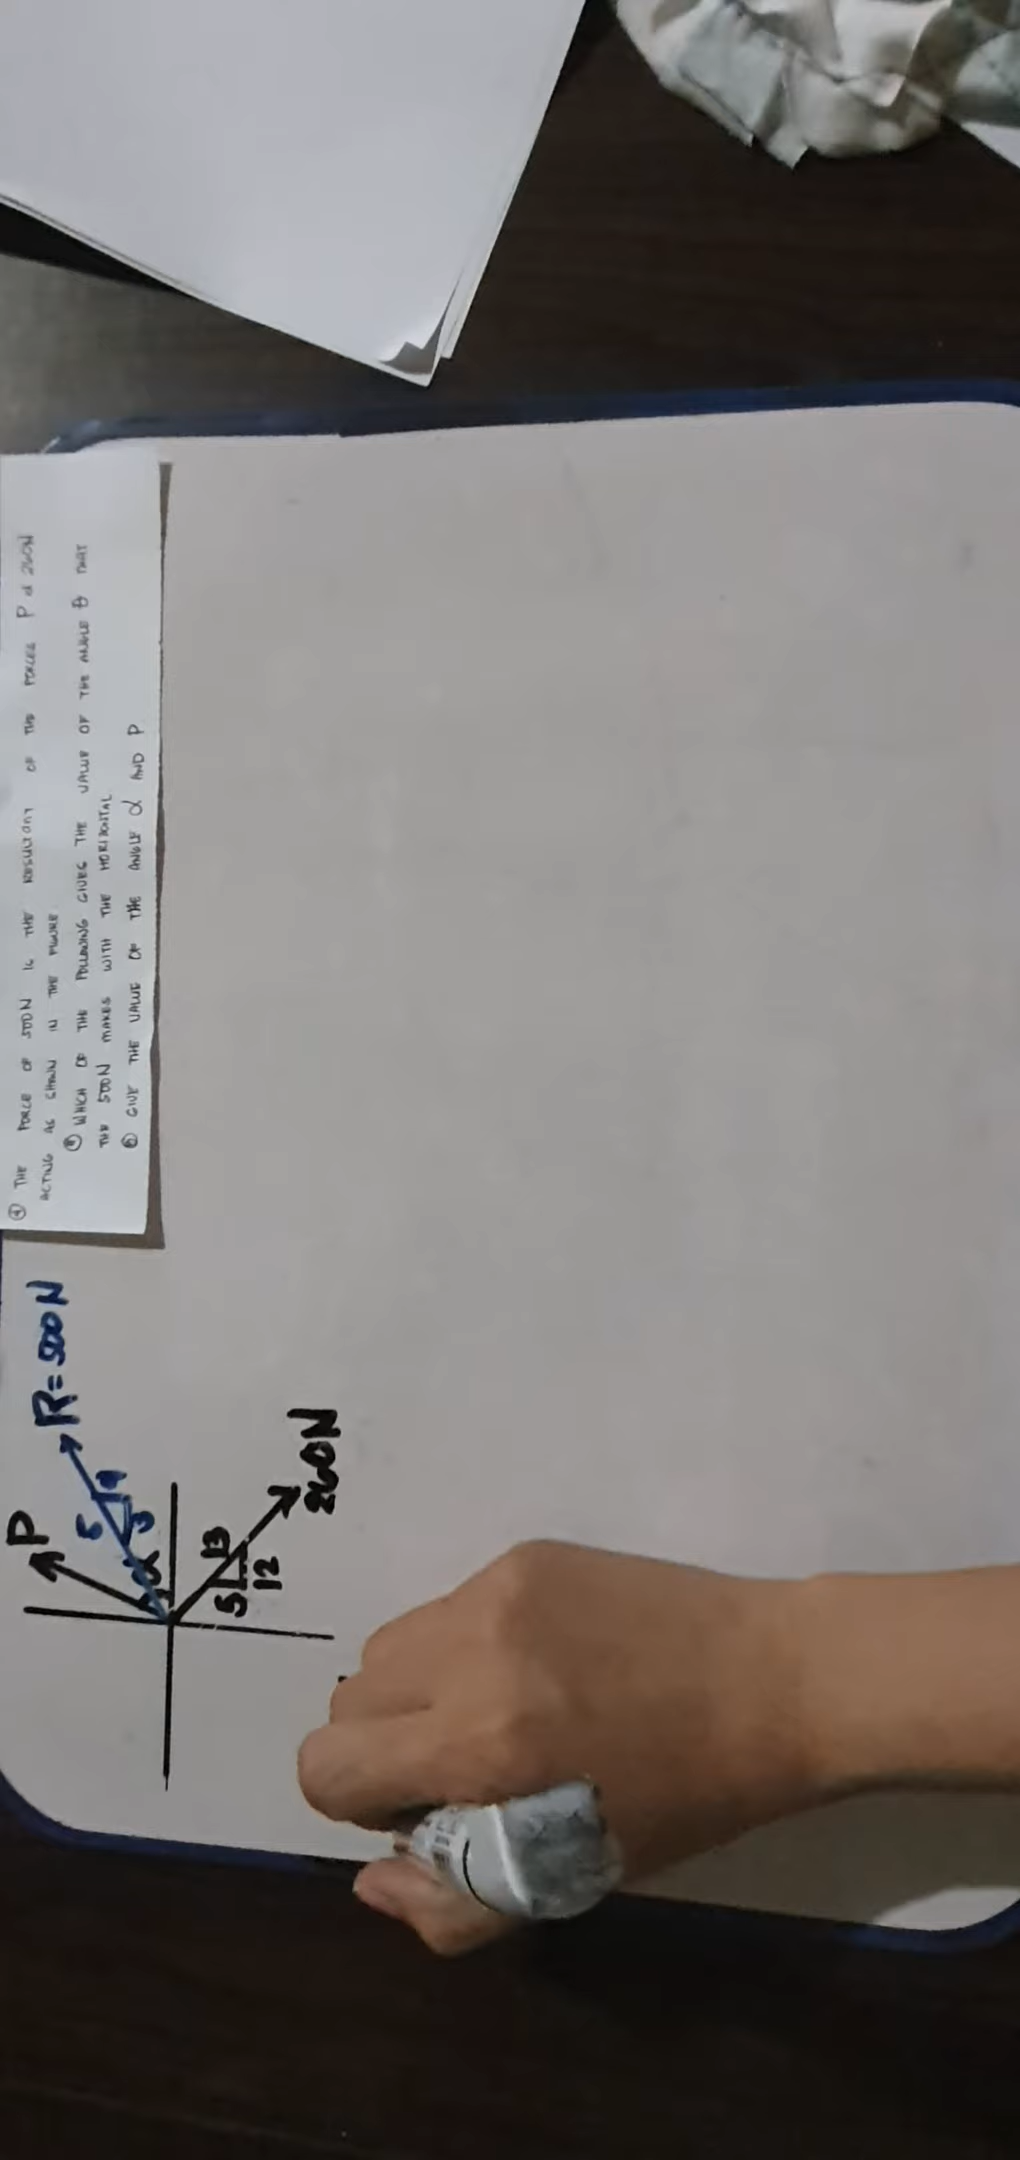 ④ THE FORCE OF 500N IS THE RESULTANT OF THE FORCES P & 260N
ACTING AS SHOWN IN THE FIGURE.
WHICH OF THE FOLLOWING GIVES THE VALUE OF THE ANGLE θ THAT
THE 500N MAKES WITH THE HORIZONTAL
ⓑ GIVE THE VALUE OF THE ANGLE α AND P
P
R=500N
5
4
3
α
13
5
12
260N